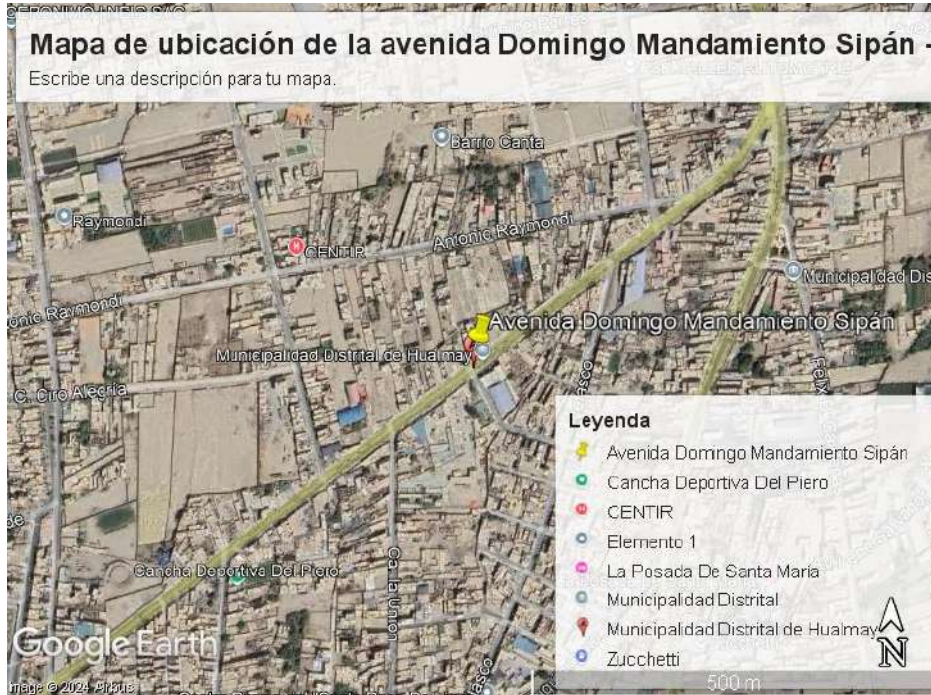 Mapa de ubicación de la avenida Domingo Mandamiento Sipán -
Escribe una descripción para tu mapa.
Barrio Canta
Raymondi
CENTIR
Antonio Raymondi
Municipalidad Dis
onio Raymondi
Avenida Domingo Mandamiento Sipán
Municipalidad Distrital de Hualmay
C. Ciro Alegría
Leyenda
Avenida Domingo Mandamiento Sipán
Cancha Deportiva Del Piero
CENTIR
Elemento 1
La Posada De Santa María
Municipalidad Distrital
Municipalidad Distrital de Hualmay
Zucchetti
Cancha Deportiva Del Piero
Ca. la Union
Google Earth
N
Image © 2024 Airbus
500 m